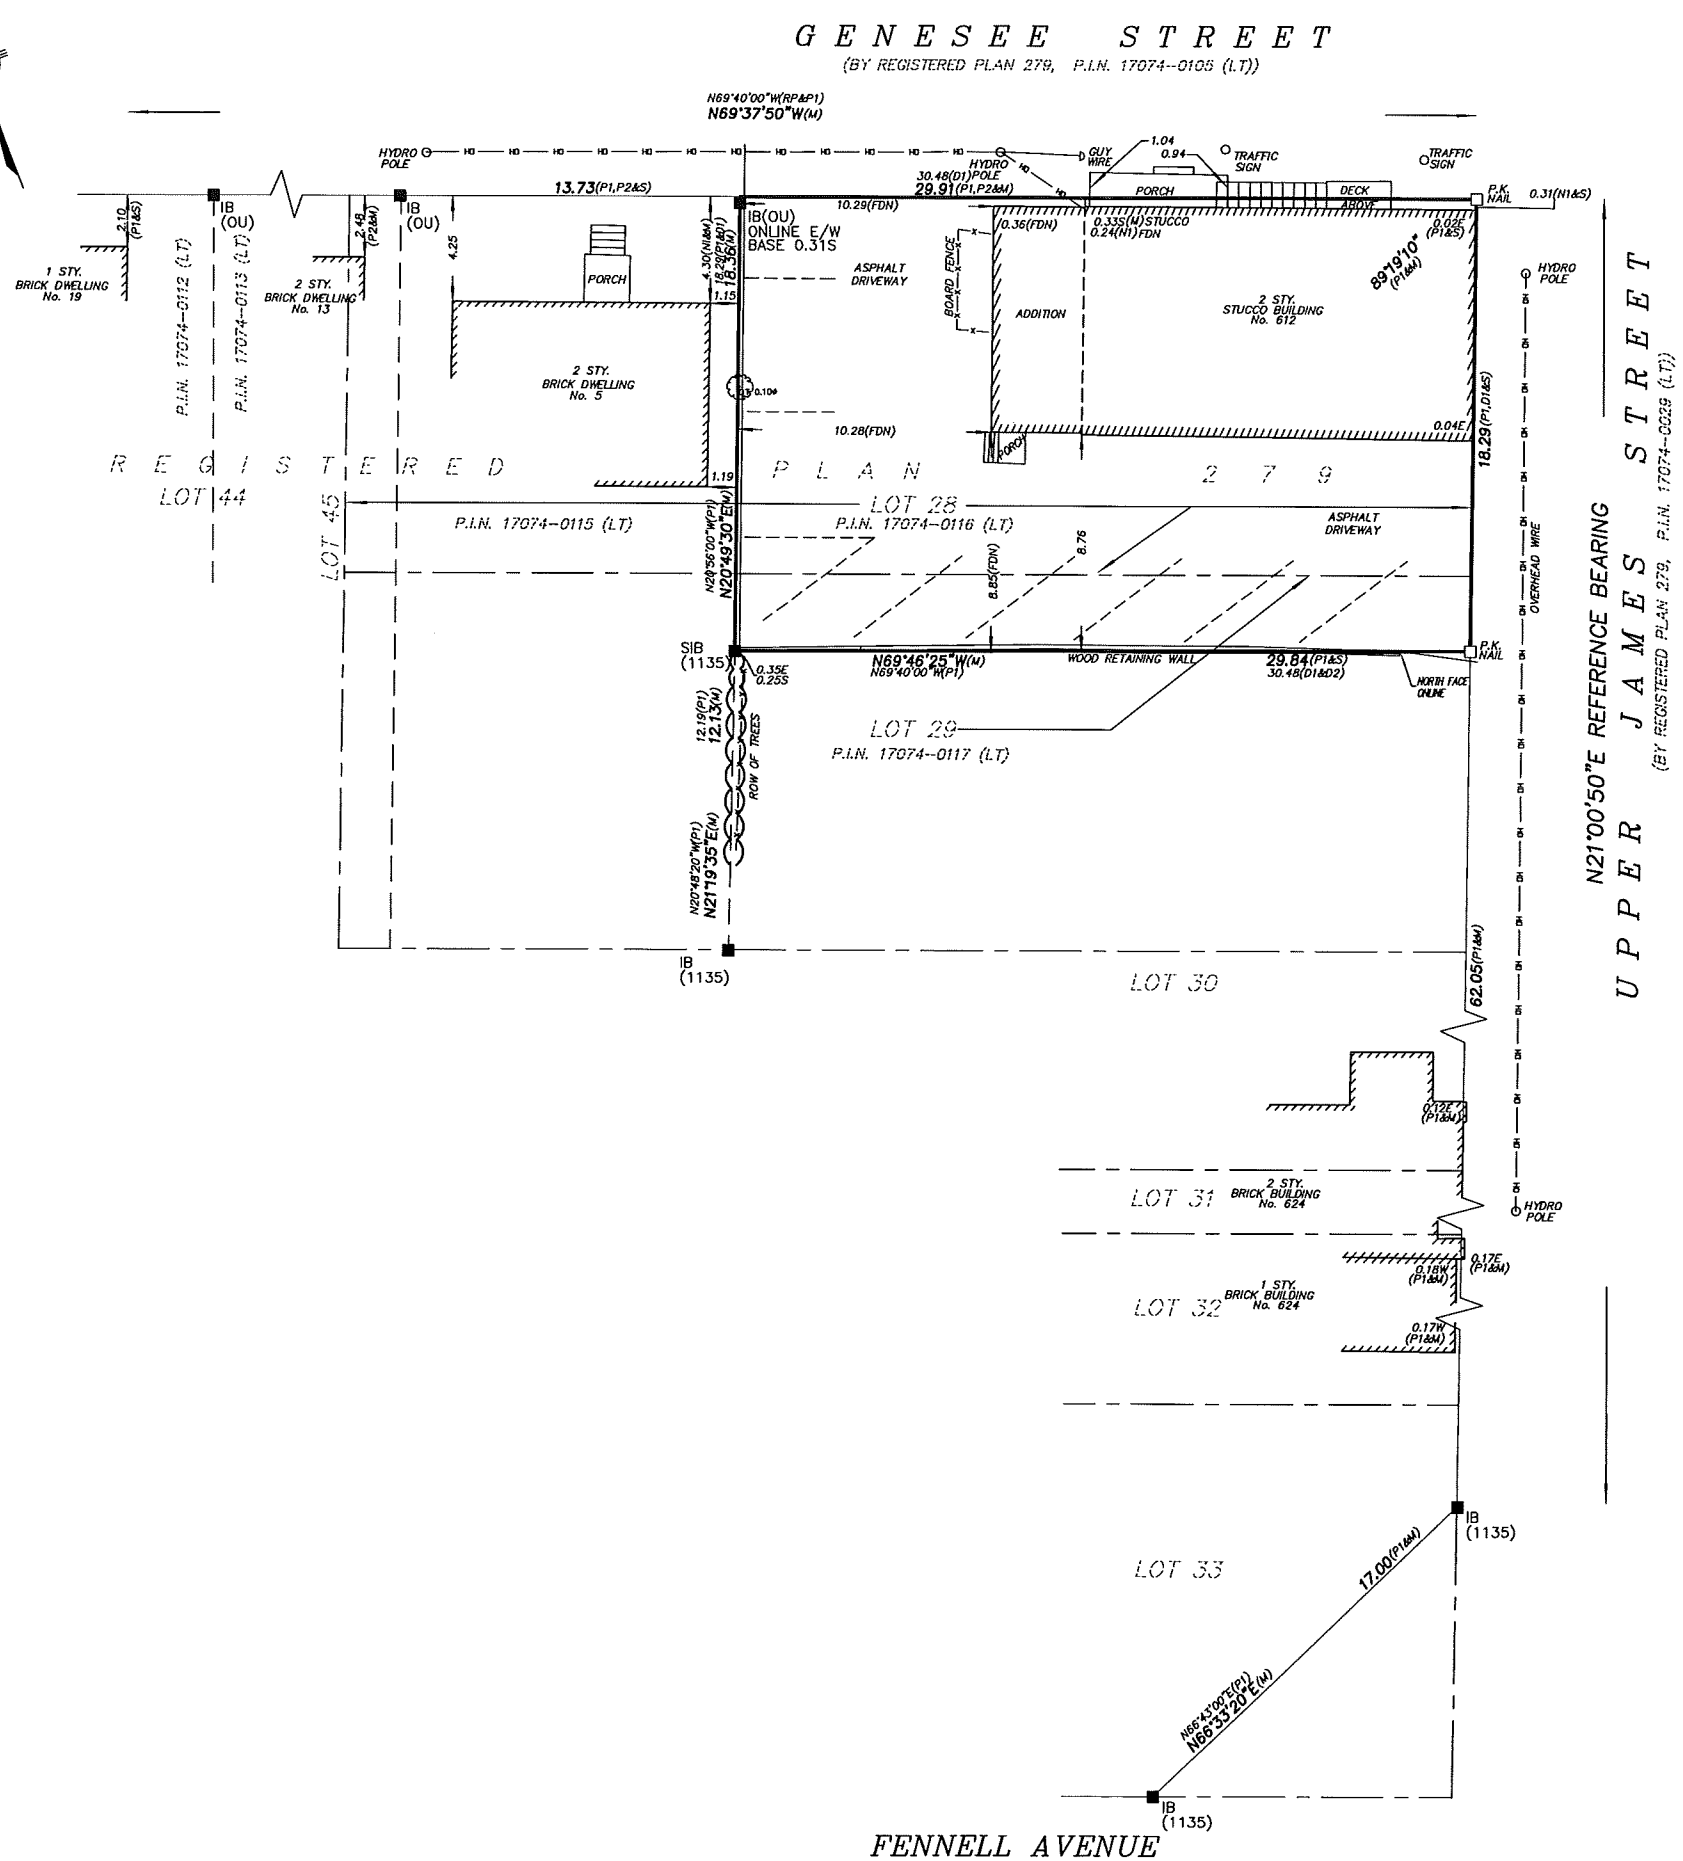 GENESEE STREET
(BY REGISTERED PLAN 279, P.I.N. 17074-0105 (LT))
N69°40'00"W(RP&P1)
N69°37'50"W(M)
HYDRO
POLE
HYDRO
POLE
GUY
WIRE
1.04
0.94
TRAFFIC
SIGN
TRAFFIC
SIGN
13.73(P1,P2&S)
30.48(D1)
29.91(P1,P2&M)
PORCH
DECK
ABOVE
P.K.
NAIL
0.31(N1&S)
2.10
(P1&S)
IB
(OU)
2.48
(P2&M)
IB
(OU)
4.25
4.30(N1&M)
18.29(P1&D1)
18.36(M)
IB(OU)
ONLINE E/W
BASE 0.31S
10.29(FDN)
0.36(FDN)
0.33S(M)STUCCO
0.24(N1)FDN
0.02E
(P1&S)
89°19'10"
(P1&M)
1 STY.
BRICK DWELLING
No. 19
P.I.N. 17074-0112 (LT)
P.I.N. 17074-0113 (LT)
2 STY.
BRICK DWELLING
No. 13
PORCH
1.15
ASPHALT
DRIVEWAY
BOARD FENCE
ADDITION
2 STY.
STUCCO BUILDING
No. 612
HYDRO
POLE
2 STY.
BRICK DWELLING
No. 5
0.10ø
10.28(FDN)
PORCH
0.04E
18.29(P1,D1&S)
REGISTERED PLAN 279
LOT 44
LOT 45
1.19
LOT 28
P.I.N. 17074-0115 (LT)
P.I.N. 17074-0116 (LT)
ASPHALT
DRIVEWAY
N20°56'00"W(P1)
N20°49'30"E(M)
8.85(FDN)
8.76
OVERHEAD WIRE
N21°00'50"E REFERENCE BEARING
UPPER JAMES STREET
(BY REGISTERED PLAN 279, P.I.N. 17074-0029 (LT))
SIB
(1135)
0.35E
0.25S
N69°46'25"W(M)
N69°40'00"W(P1)
WOOD RETAINING WALL
29.84(P1&S)
30.48(D1&D2)
P.K.
NAIL
NORTH FACE
ONLINE
12.19(P1)
12.13(M)
ROW OF TREES
LOT 29
P.I.N. 17074-0117 (LT)
N20°48'20"W(P1)
N21°19'35"E(M)
IB
(1135)
LOT 30
62.05(P1&M)
0.12E
(P1&M)
LOT 31
2 STY.
BRICK BUILDING
No. 624
HYDRO
POLE
0.17E
(P1&M)
0.18W
(P1&M)
LOT 32
1 STY.
BRICK BUILDING
No. 624
0.17W
(P1&M)
IB
(1135)
LOT 33
17.00(P1&M)
N66°43'00"E(P1)
N66°33'20"E(M)
IB
(1135)
FENNELL AVENUE